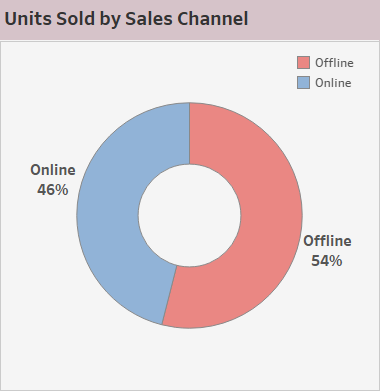 Units Sold by Sales Channel
Offline
Online
Online
46%
Offline
54%